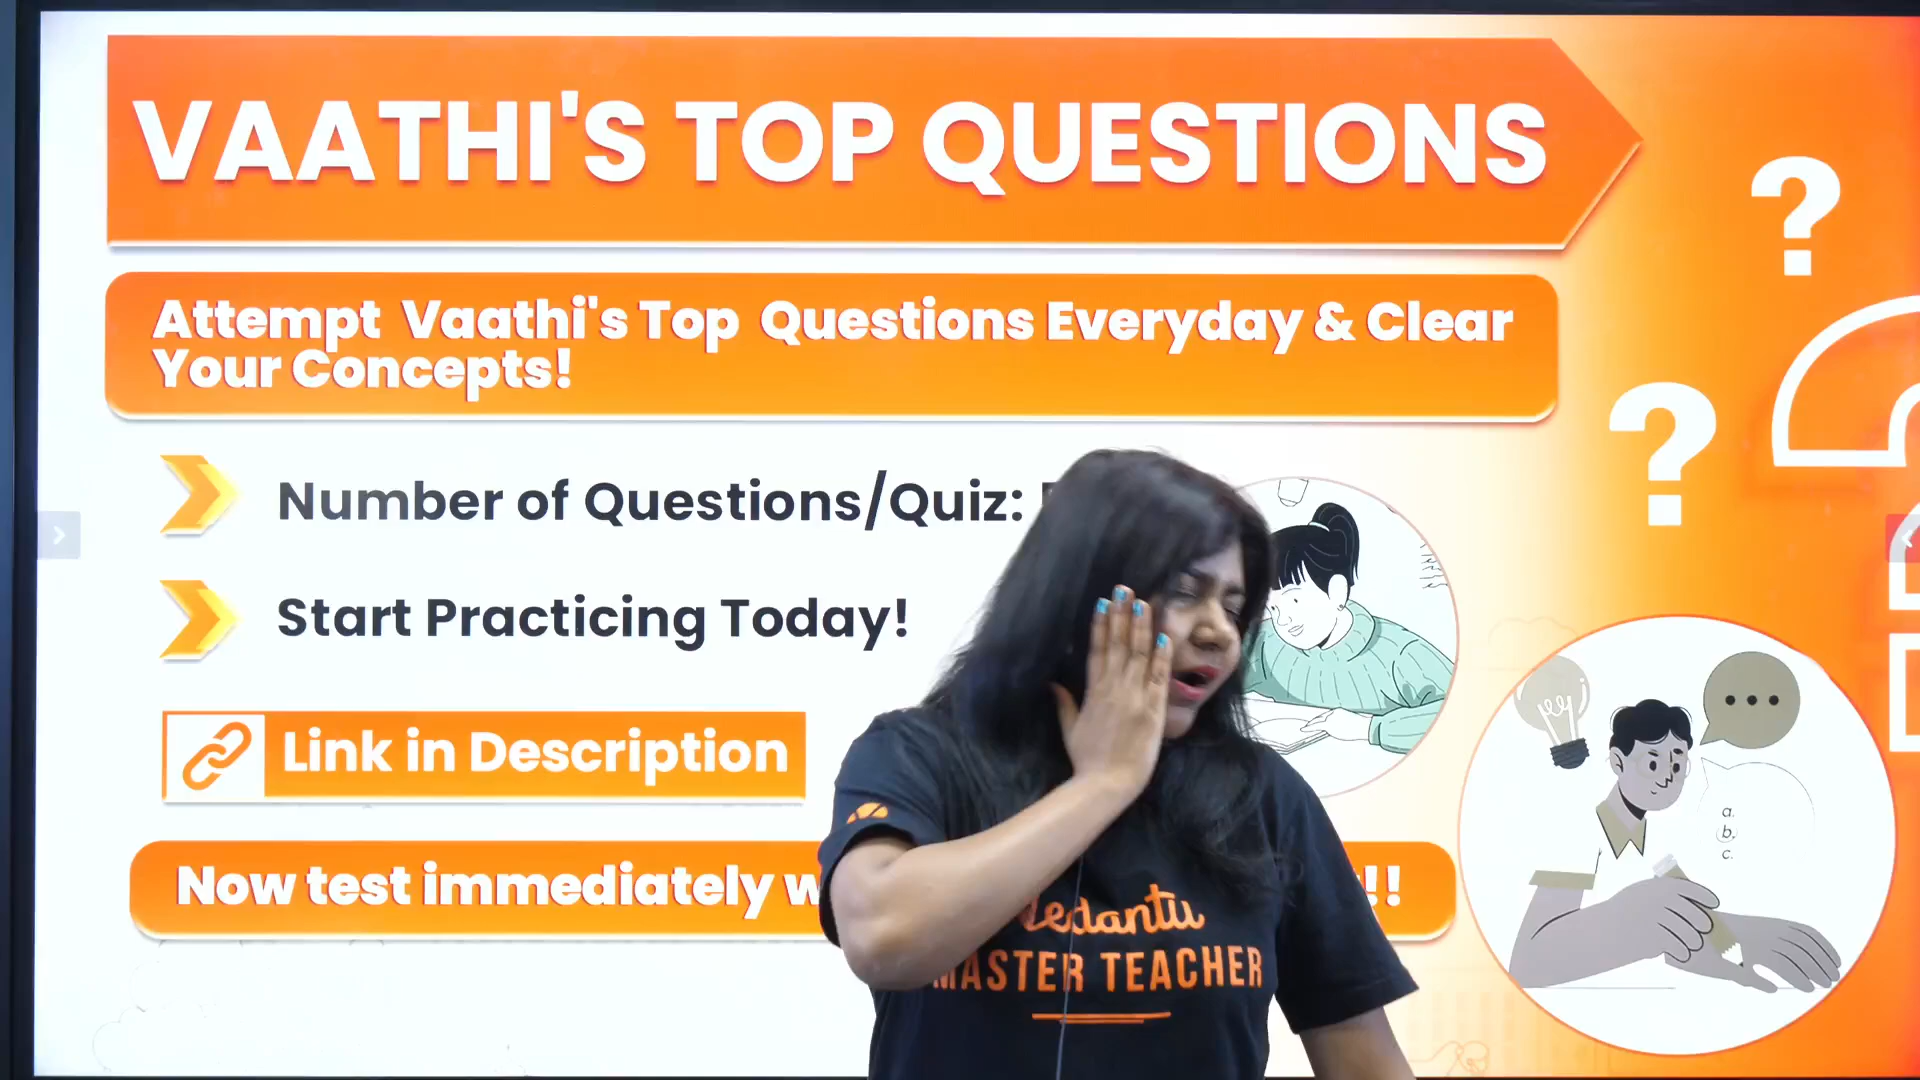 VAATHI'S TOP QUESTIONS
Attempt Vaathi's Top Questions Everyday & Clear
Your Concepts!
Number of Questions/Quiz:
Start Practicing Today!
Link in Description
Now test immediately
!!
a.
b.
c.
Vedantu
MASTER TEACHER